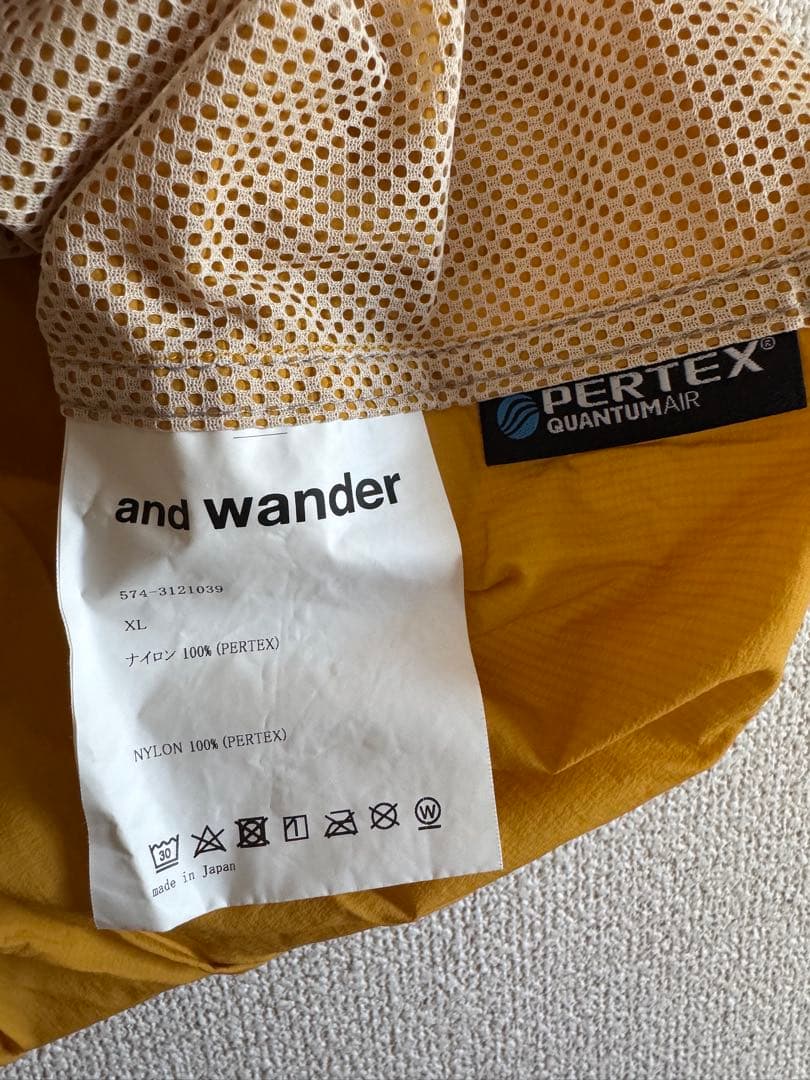 PERTEX®
QUANTUMAIR
and wander
574-3121039
XL
ナイロン 100% (PERTEX)
NYLON 100% (PERTEX)
30
W
made in Japan